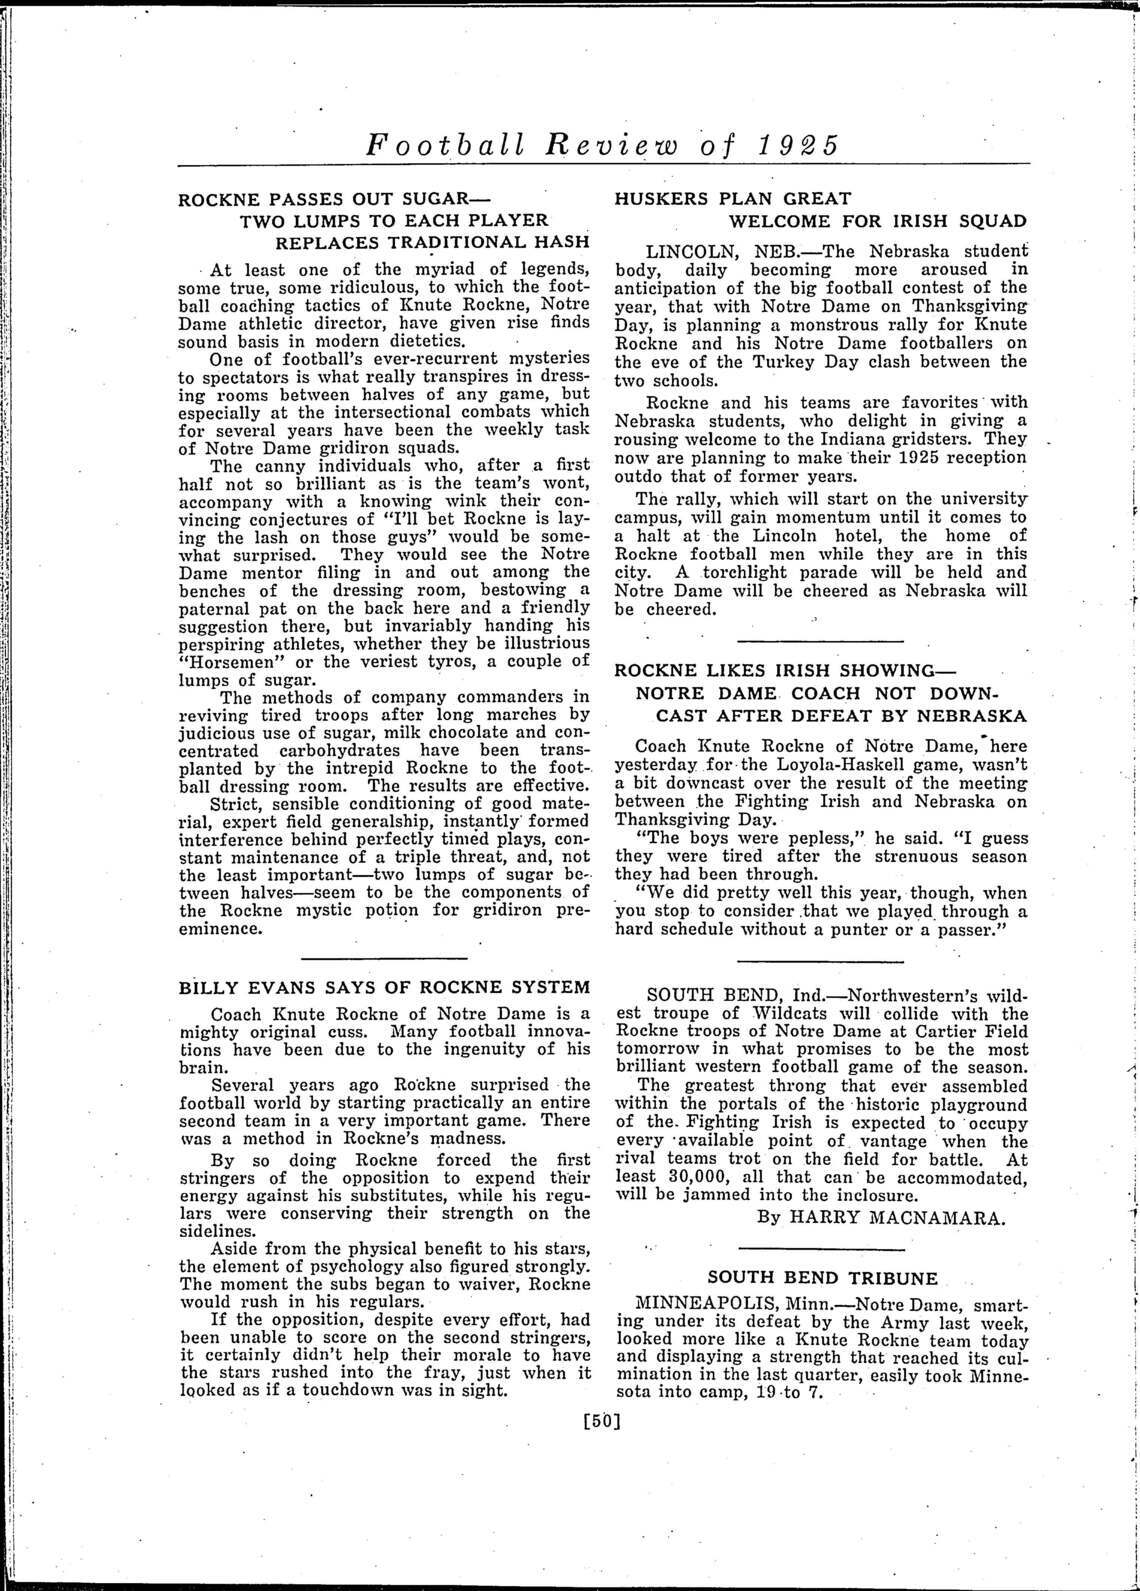 Football Review of 1925
ROCKNE PASSES OUT SUGAR—
TWO LUMPS TO EACH PLAYER
REPLACES TRADITIONAL HASH
At least one of the myriad of legends,
some true, some ridiculous, to which the foot-
ball coaching tactics of Knute Rockne, Notre
Dame athletic director, have given rise finds
sound basis in modern dietetics.
One of football's ever-recurrent mysteries
to spectators is what really transpires in dress-
ing rooms between halves of any game, but
especially at the intersectional combats which
for several years have been the weekly task
of Notre Dame gridiron squads.
The canny individuals who, after a first
half not so brilliant as is the team's wont,
accompany with a knowing wink their con-
vincing conjectures of "I'll bet Rockne is lay-
ing the lash on those guys" would be some-
what surprised. They would see the Notre
Dame mentor filing in and out among the
benches of the dressing room, bestowing a
paternal pat on the back here and a friendly
suggestion there, but invariably handing his
perspiring athletes, whether they be illustrious
"Horsemen" or the veriest tyros, a couple of
lumps of sugar.
The methods of company commanders in
reviving tired troops after long marches by
judicious use of sugar, milk chocolate and con-
centrated carbohydrates have been trans-
planted by the intrepid Rockne to the foot-
ball dressing room. The results are effective.
Strict, sensible conditioning of good mate-
rial, expert field generalship, instantly formed
interference behind perfectly timed plays, con-
stant maintenance of a triple threat, and, not
the least important—two lumps of sugar be-
tween halves—seem to be the components of
the Rockne mystic potion for gridiron pre-
eminence.
BILLY EVANS SAYS OF ROCKNE SYSTEM
Coach Knute Rockne of Notre Dame is a
mighty original cuss. Many football innova-
tions have been due to the ingenuity of his
brain.
Several years ago Rockne surprised the
football world by starting practically an entire
second team in a very important game. There
was a method in Rockne's madness.
By so doing Rockne forced the first
stringers of the opposition to expend their
energy against his substitutes, while his regu-
lars were conserving their strength on the
sidelines.
Aside from the physical benefit to his stars,
the element of psychology also figured strongly.
The moment the subs began to waiver, Rockne
would rush in his regulars.
If the opposition, despite every effort, had
been unable to score on the second stringers,
it certainly didn't help their morale to have
the stars rushed into the fray, just when it
looked as if a touchdown was in sight.
HUSKERS PLAN GREAT
WELCOME FOR IRISH SQUAD
LINCOLN, NEB.—The Nebraska student
body, daily becoming more aroused in
anticipation of the big football contest of the
year, that with Notre Dame on Thanksgiving
Day, is planning a monstrous rally for Knute
Rockne and his Notre Dame footballers on
the eve of the Turkey Day clash between the
two schools.
Rockne and his teams are favorites with
Nebraska students, who delight in giving a
rousing welcome to the Indiana gridsters. They
now are planning to make their 1925 reception
outdo that of former years.
The rally, which will start on the university
campus, will gain momentum until it comes to
a halt at the Lincoln hotel, the home of
Rockne football men while they are in this
city. A torchlight parade will be held and
Notre Dame will be cheered as Nebraska will
be cheered.
ROCKNE LIKES IRISH SHOWING—
NOTRE DAME COACH NOT DOWN-
CAST AFTER DEFEAT BY NEBRASKA
Coach Knute Rockne of Notre Dame, here
yesterday for the Loyola-Haskell game, wasn't
a bit downcast over the result of the meeting
between the Fighting Irish and Nebraska on
Thanksgiving Day.
"The boys were pepless," he said. "I guess
they were tired after the strenuous season
they had been through.
"We did pretty well this year, though, when
you stop to consider that we played through a
hard schedule without a punter or a passer."
SOUTH BEND, Ind.—Northwestern's wild-
est troupe of Wildcats will collide with the
Rockne troops of Notre Dame at Cartier Field
tomorrow in what promises to be the most
brilliant western football game of the season.
The greatest throng that ever assembled
within the portals of the historic playground
of the Fighting Irish is expected to occupy
every available point of vantage when the
rival teams trot on the field for battle. At
least 30,000, all that can be accommodated,
will be jammed into the inclosure.
By HARRY MACNAMARA.
SOUTH BEND TRIBUNE
MINNEAPOLIS, Minn.—Notre Dame, smart-
ing under its defeat by the Army last week,
looked more like a Knute Rockne team today
and displaying a strength that reached its cul-
mination in the last quarter, easily took Minne-
sota into camp, 19 to 7.
[50]